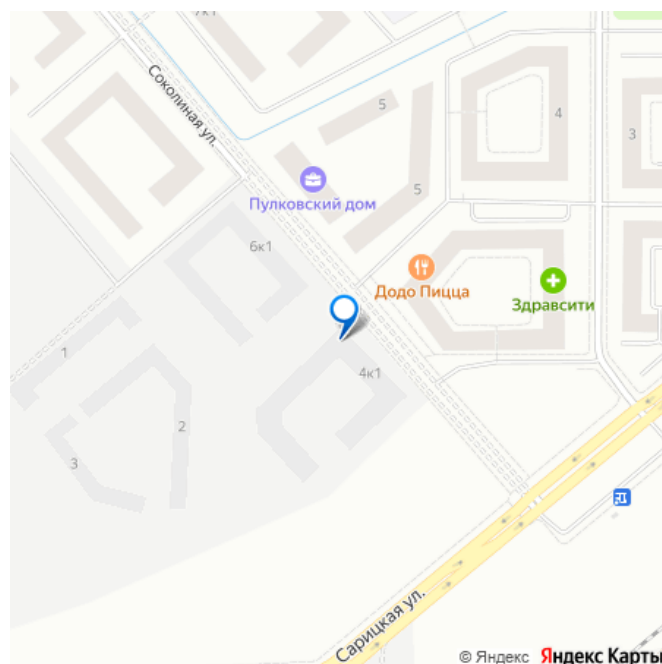 7к1
Соколиная ул.
5
4
3
5
Пулковский дом
6к1
Додо Пицца
Здравсити
1
4к1
2
3
Сарицкая ул.
© Яндекс Яндекс Карты